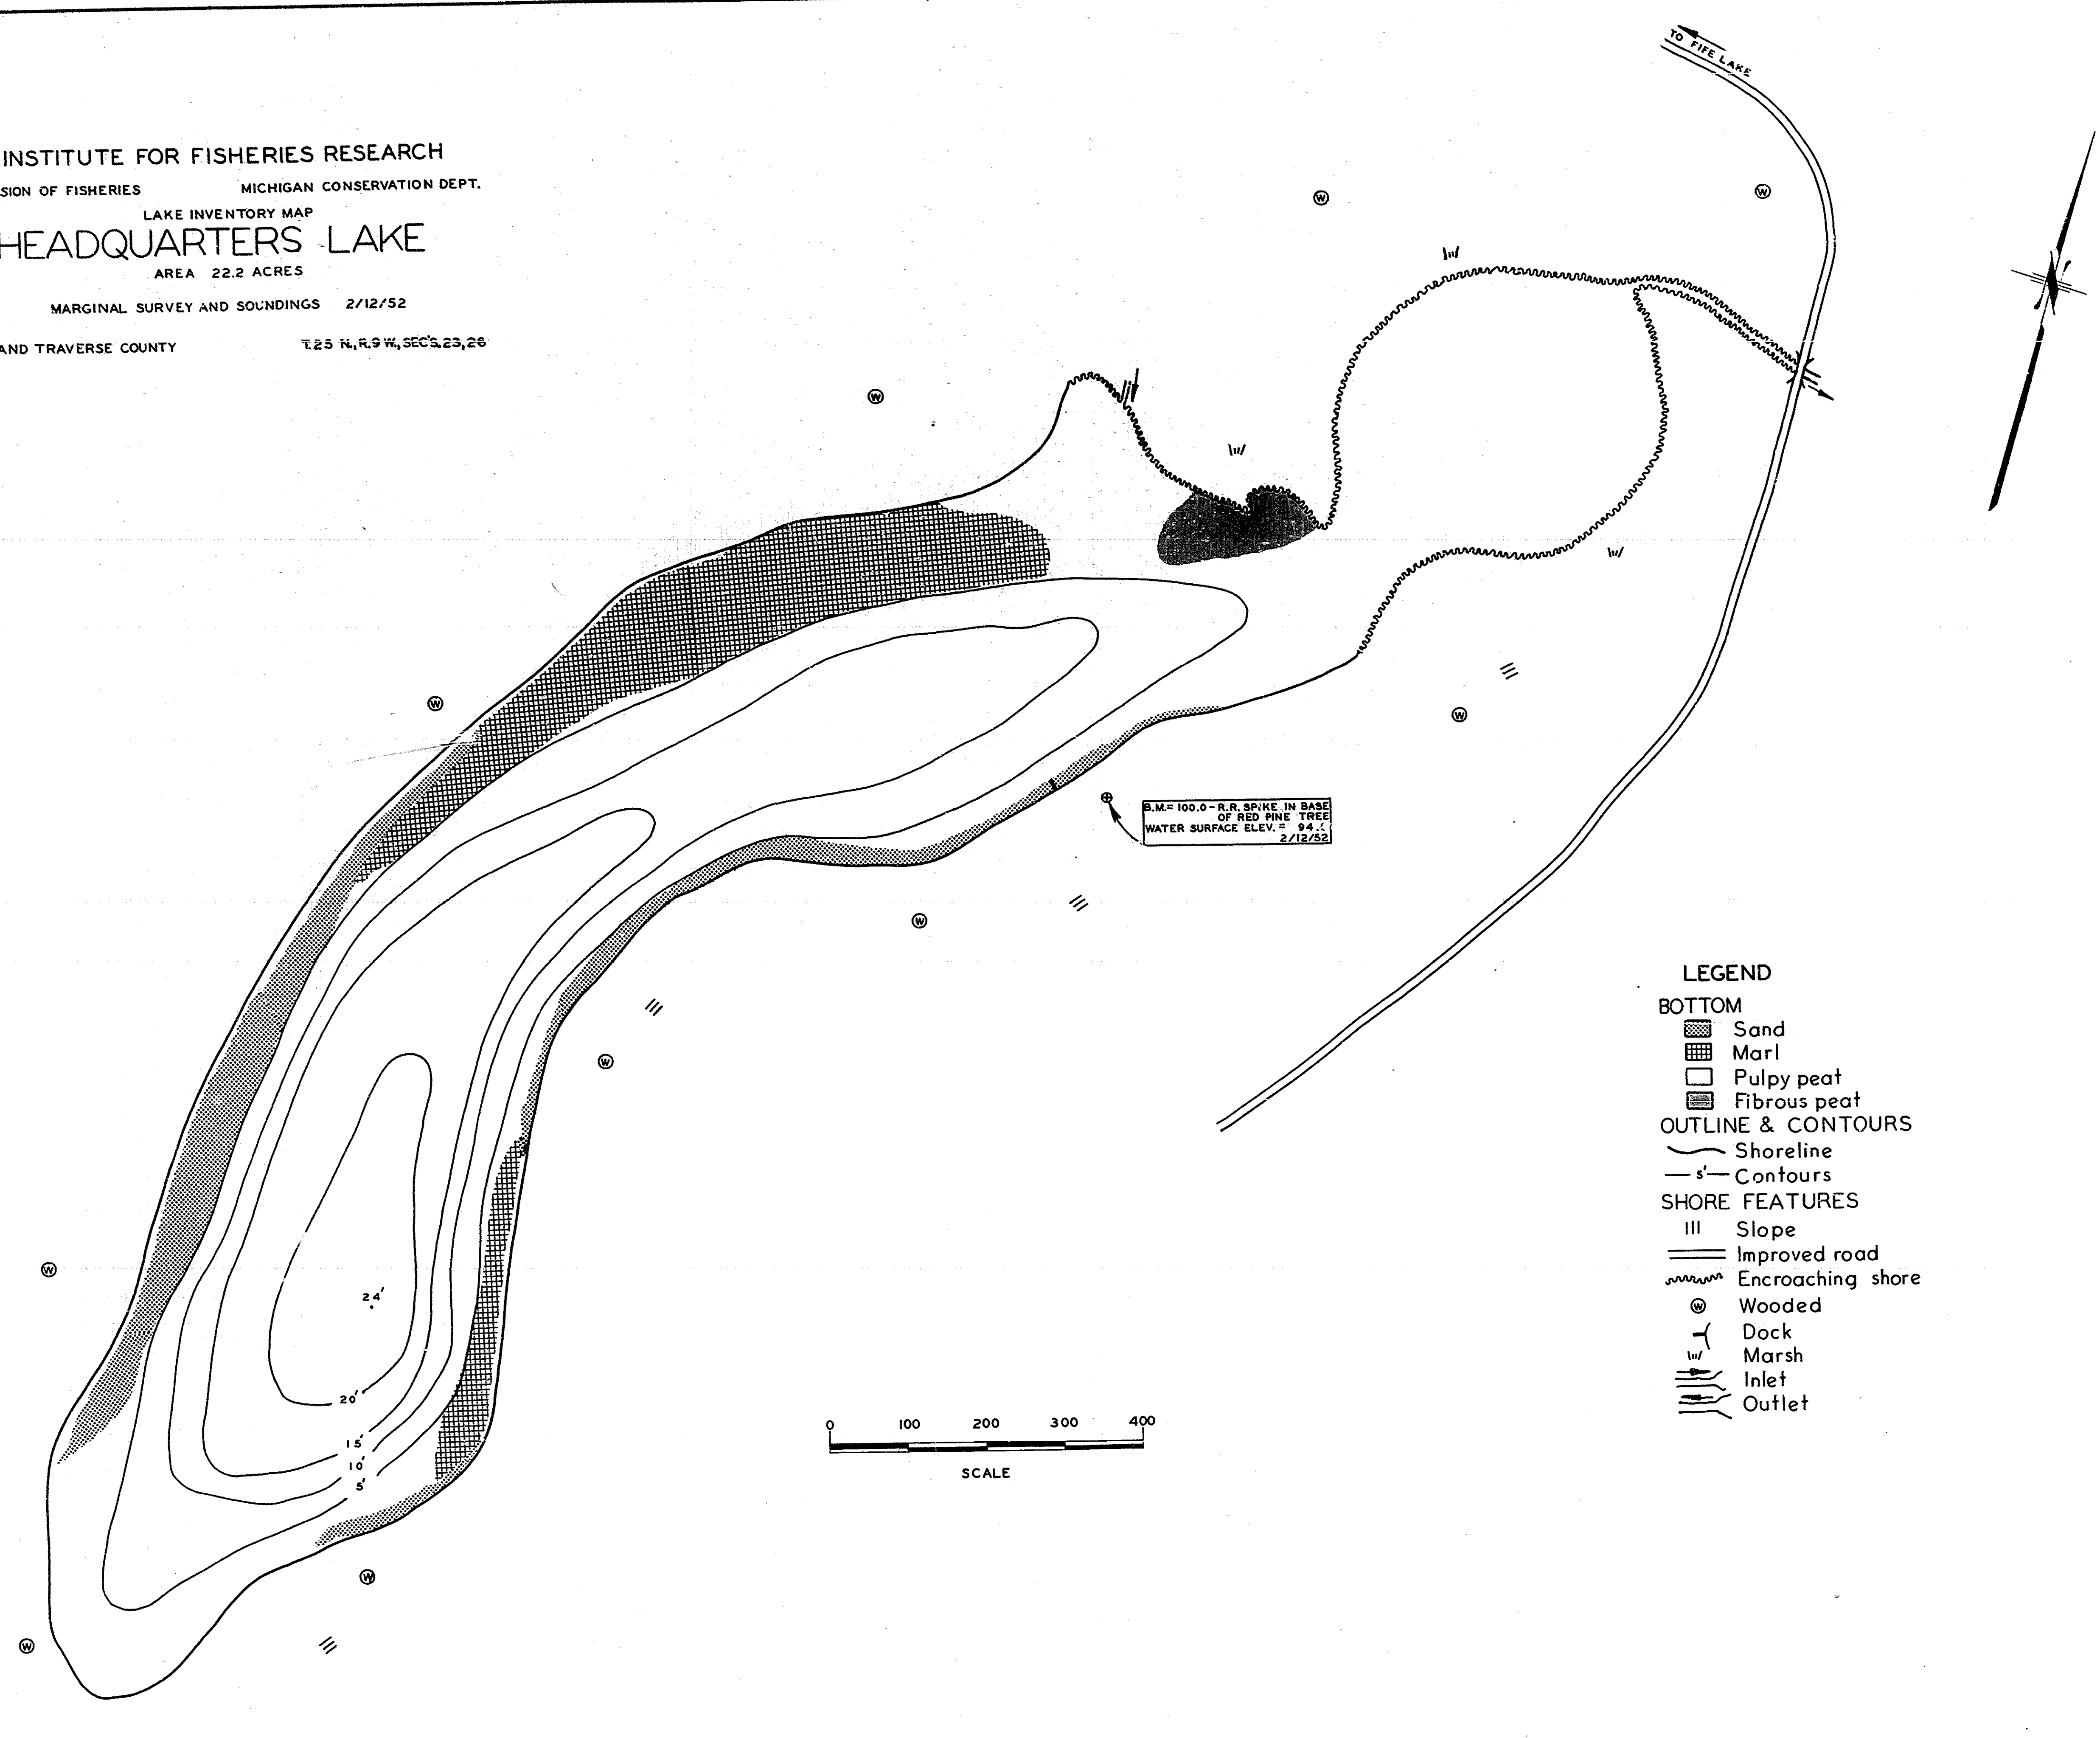 TO FIFE LAKE
INSTITUTE FOR FISHERIES RESEARCH
SION OF FISHERIES MICHIGAN CONSERVATION DEPT.
LAKE INVENTORY MAP
HEADQUARTERS LAKE
AREA 22.2 ACRES
MARGINAL SURVEY AND SOUNDINGS 2/12/52
AND TRAVERSE COUNTY T.25 N., R.9 W., SEC'S. 23, 26
W
W
W
W
W
B.M.= 100.0 - R.R. SPIKE IN BASE
OF RED PINE TREE
WATER SURFACE ELEV. = 94.
2/12/52
W
W
W
24'
20'
15'
10'
5'
W
W
0 100 200 300 400
SCALE
LEGEND
BOTTOM
Sand
Marl
Pulpy peat
Fibrous peat
OUTLINE & CONTOURS
Shoreline
5' Contours
SHORE FEATURES
Slope
Improved road
Encroaching shore
W Wooded
Dock
Marsh
Inlet
Outlet